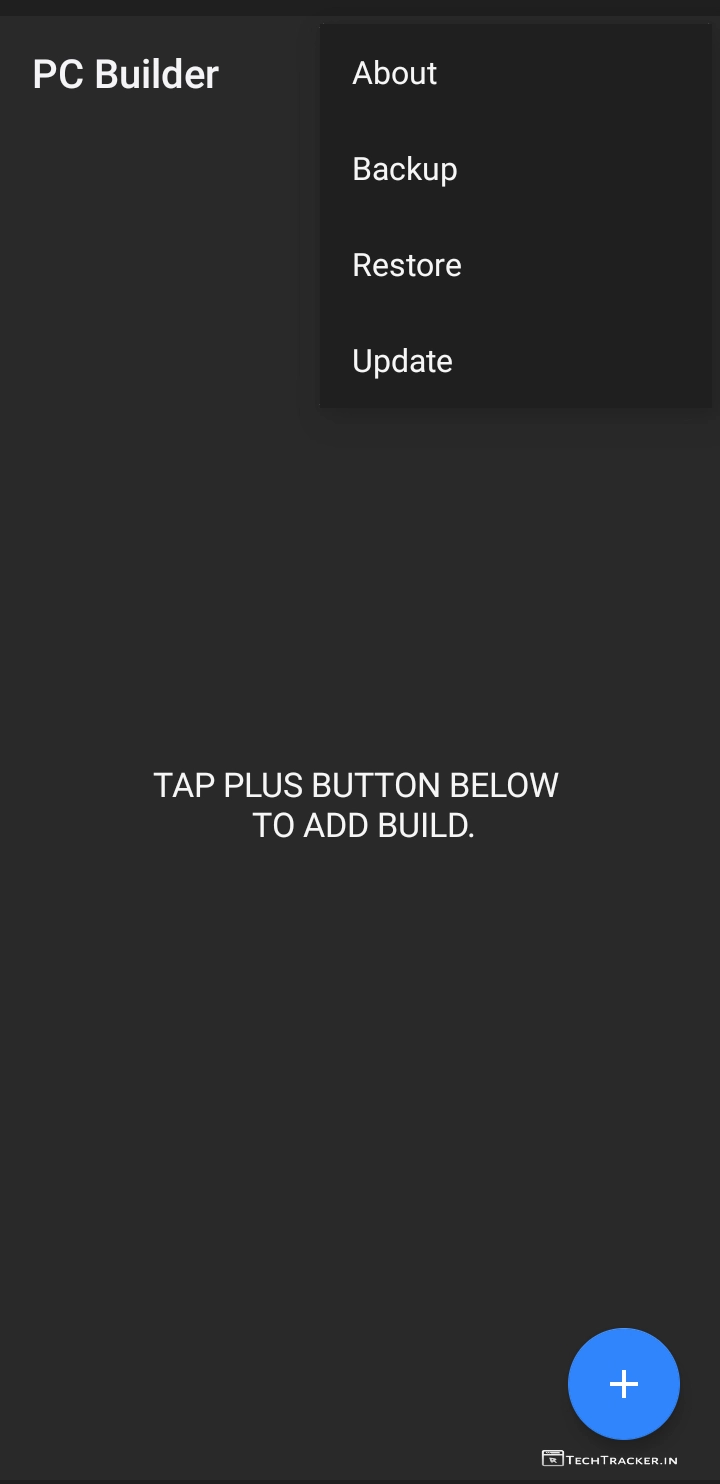 PC Builder
About
Backup
Restore
Update
TAP PLUS BUTTON BELOW
TO ADD BUILD.
TECHTRACKER.IN